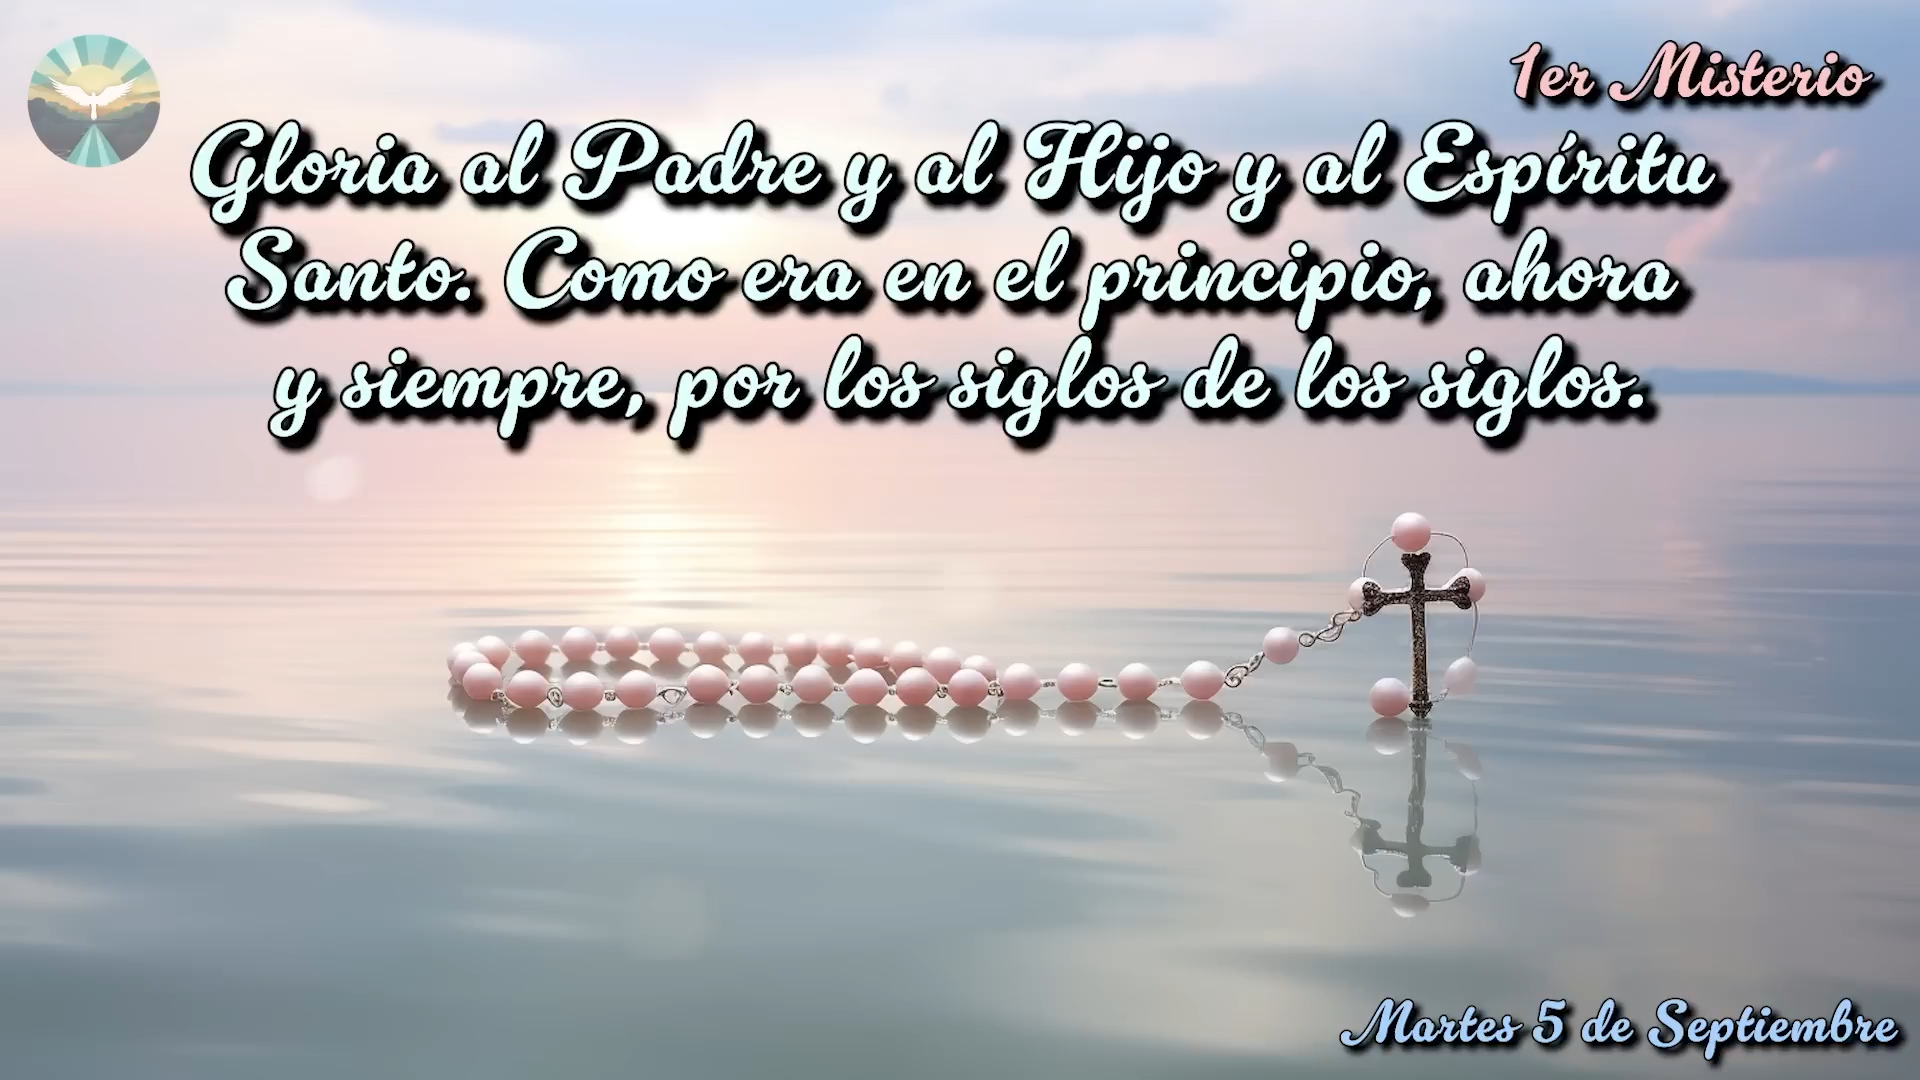 1er Misterio
Gloria al Padre y al Hijo y al Espíritu
Santo. Como era en el principio, ahora
y siempre, por los siglos de los siglos.
Martes 5 de Septiembre